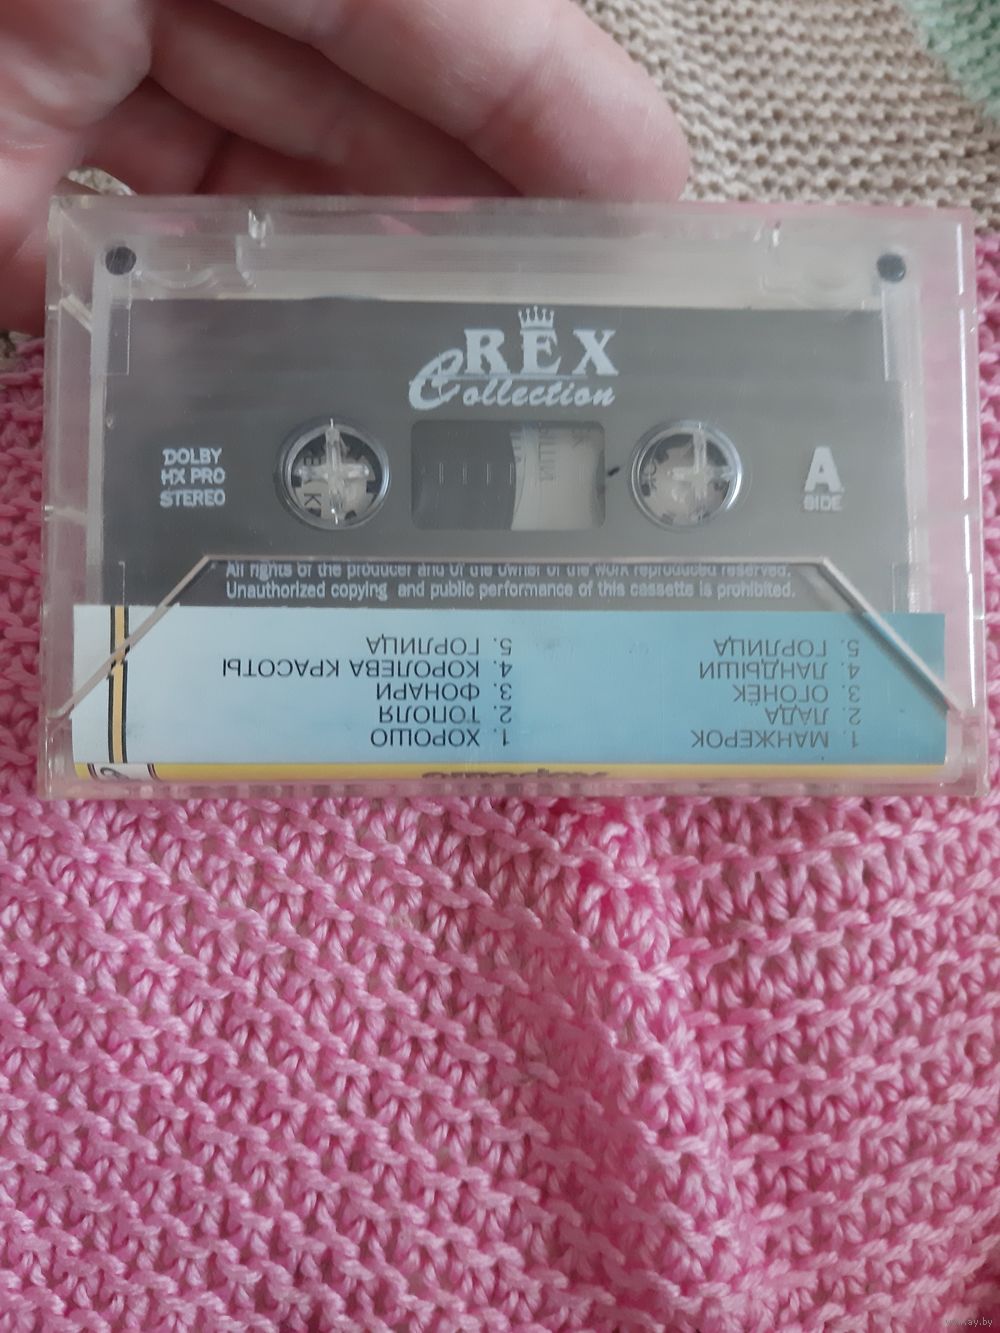 REX
Collection
DOLBY
HX PRO
STEREO
A
SIDE
All rights of the producer and of the owner of the work reproduced reserved.
Unauthorized copying and public performance of this cassette is prohibited.
Хорошо
1. МАНЖЕРОК
2. ЛАДА
3. ОГОНЁК
4. ЛАНДЫШИ
5. ГОРЛИЦА
1. ХОРОШО
2. ТОПОЛЯ
3. ФОНАРИ
4. КОРОЛЕВА КРАСОТЫ
5. ГОРЛИЦА